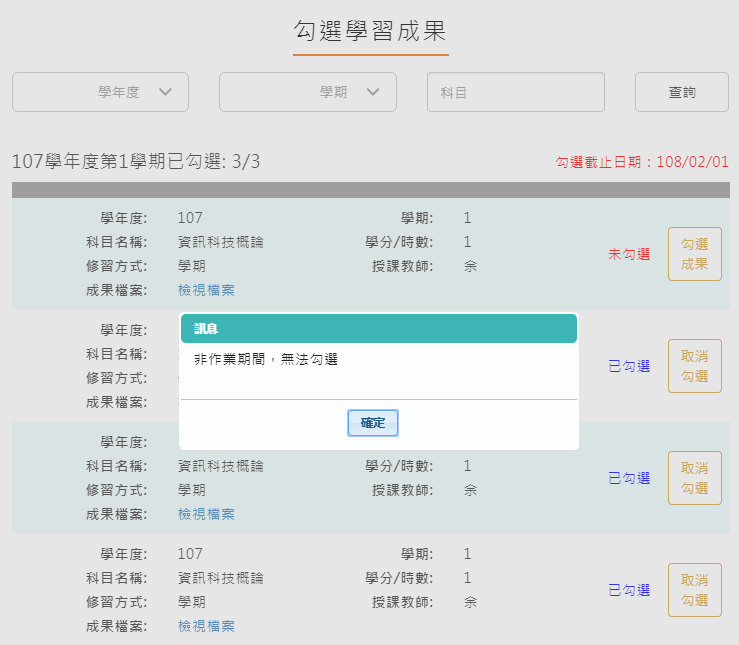 勾選學習成果
學年度 學期 科目 查詢
107學年度第1學期已勾選: 3/3 勾選截止日期：108/02/01
學年度: 107 學期: 1
科目名稱: 資訊科技概論 學分/時數: 1
修習方式: 學期 授課教師: 余
成果檔案: 檢視檔案
未勾選 勾選成果
訊息
非作業期間，無法勾選
確定
學年度:
科目名稱:
修習方式:
成果檔案:
已勾選 取消勾選
學年度:
科目名稱: 資訊科技概論 學分/時數: 1
修習方式: 學期 授課教師: 余
成果檔案: 檢視檔案
已勾選 取消勾選
學年度: 107 學期: 1
科目名稱: 資訊科技概論 學分/時數: 1
修習方式: 學期 授課教師: 余
成果檔案: 檢視檔案
已勾選 取消勾選